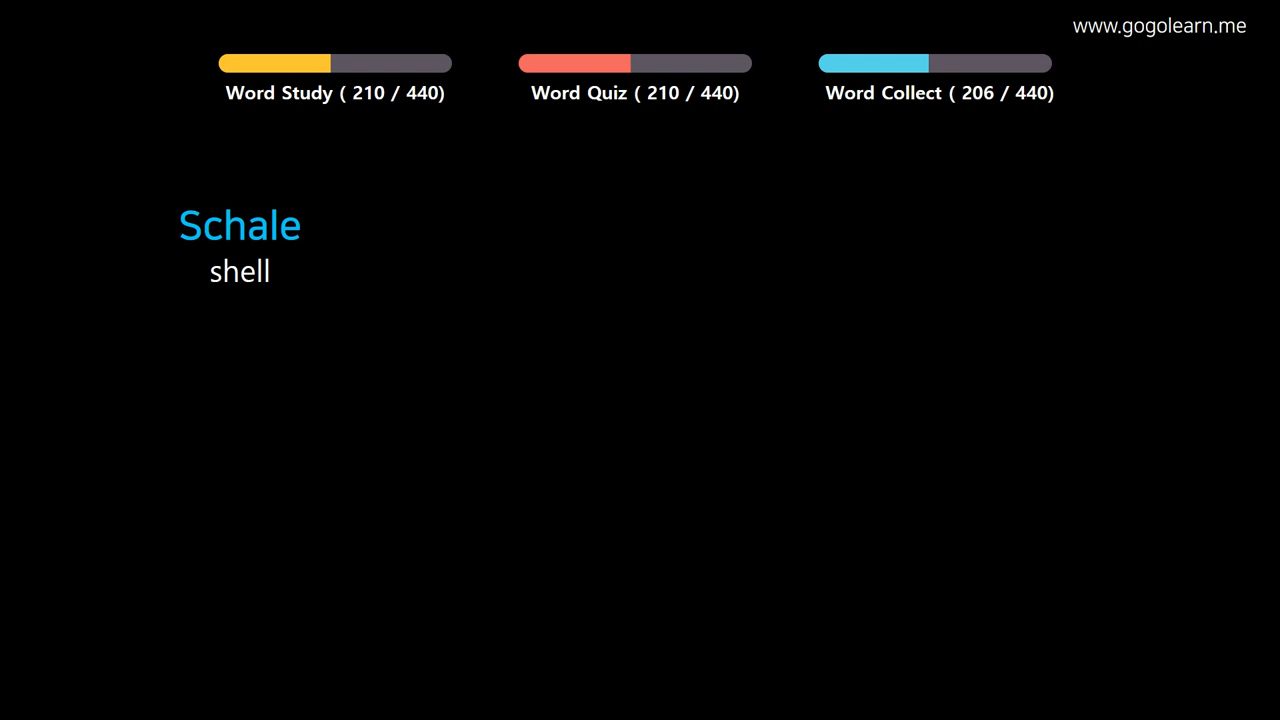 www.gogolearn.me
Word Study ( 210 / 440)
Word Quiz ( 210 / 440)
Word Collect ( 206 / 440)
Schale
shell